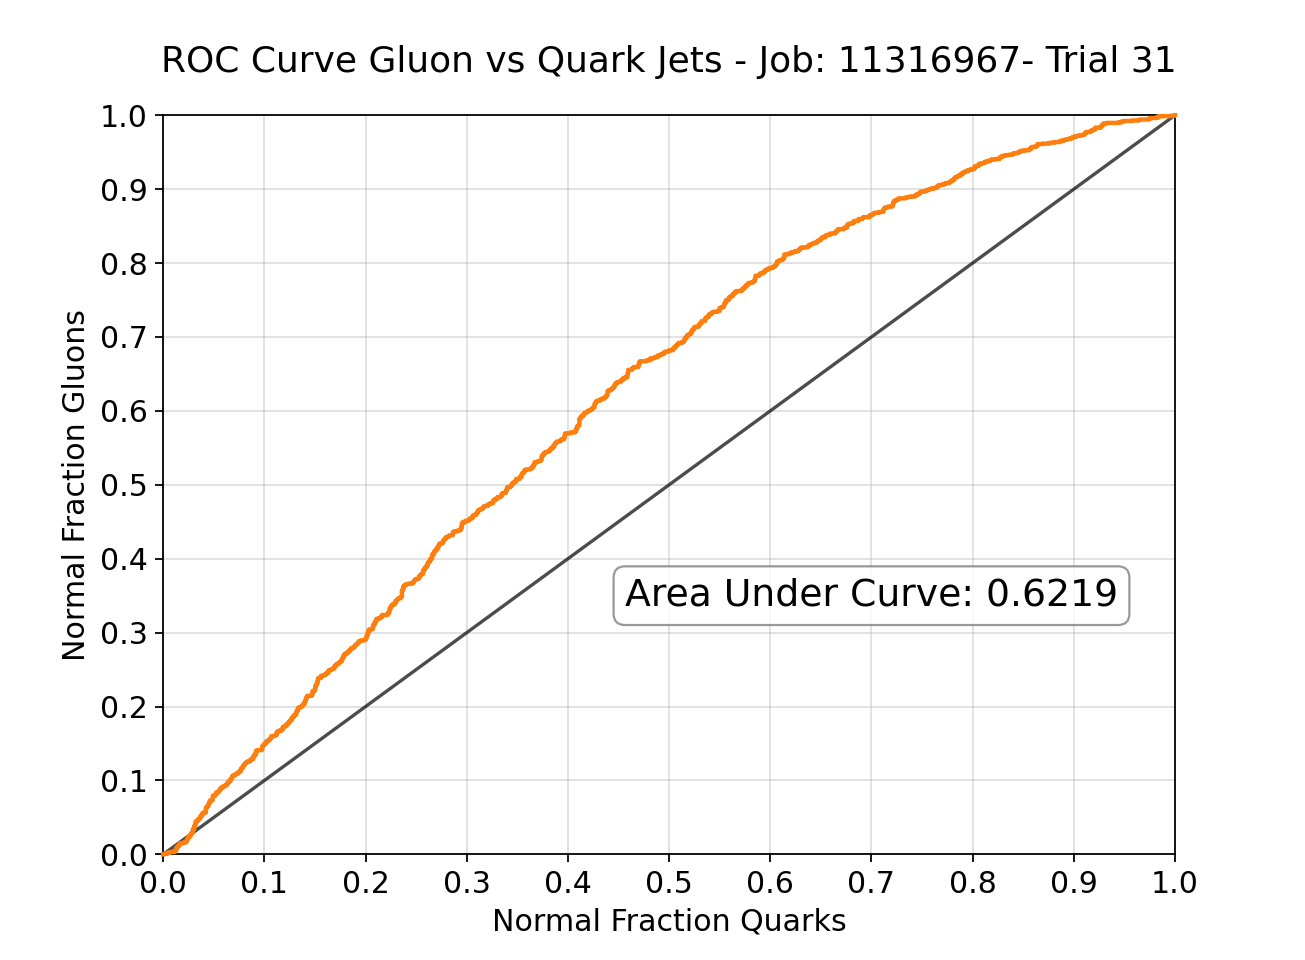 ROC Curve Gluon vs Quark Jets - Job: 11316967- Trial 31
1.0
0.9
0.8
0.7
0.6
0.5
0.4
0.3
0.2
0.1
0.0
Normal Fraction Gluons
Area Under Curve: 0.6219
0.0 0.1 0.2 0.3 0.4 0.5 0.6 0.7 0.8 0.9 1.0
Normal Fraction Quarks